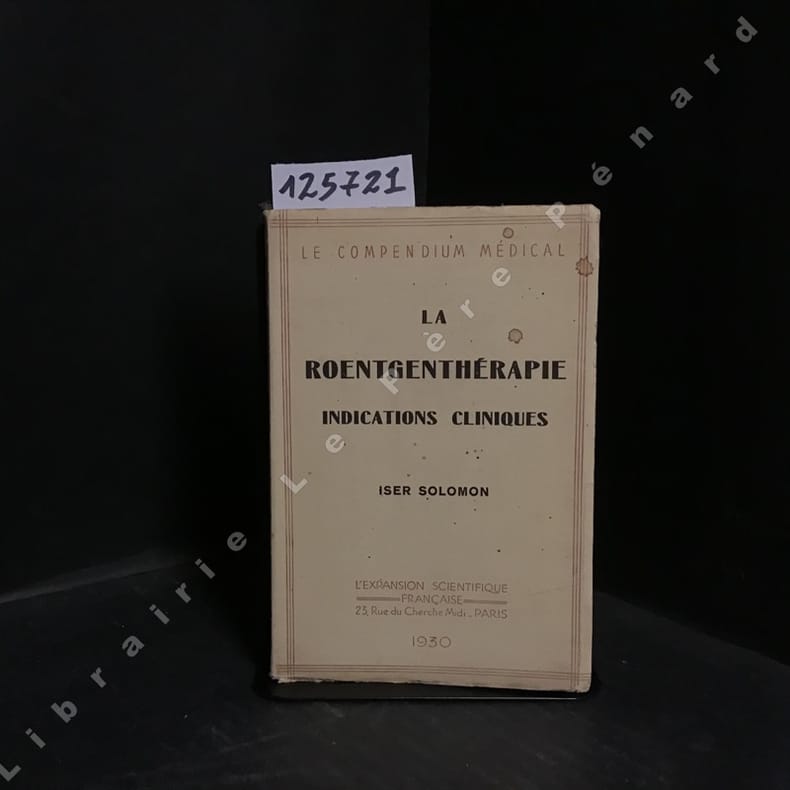 125721
LE COMPENDIUM MÉDICAL
LA
ROENTGENTHÉRAPIE
INDICATIONS CLINIQUES
ISER SOLOMON
L'EXPANSION SCIENTIFIQUE
FRANÇAISE
23, Rue du Cherche Midi _ PARIS
1930
Librairie Le Père Pénard